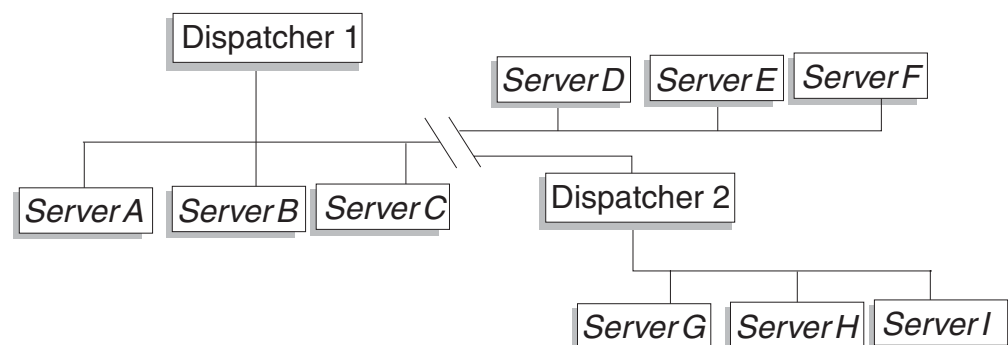 Dispatcher 1
Server D
Server E
Server F
Server A
Server B
Server C
Dispatcher 2
Server G
Server H
Server I